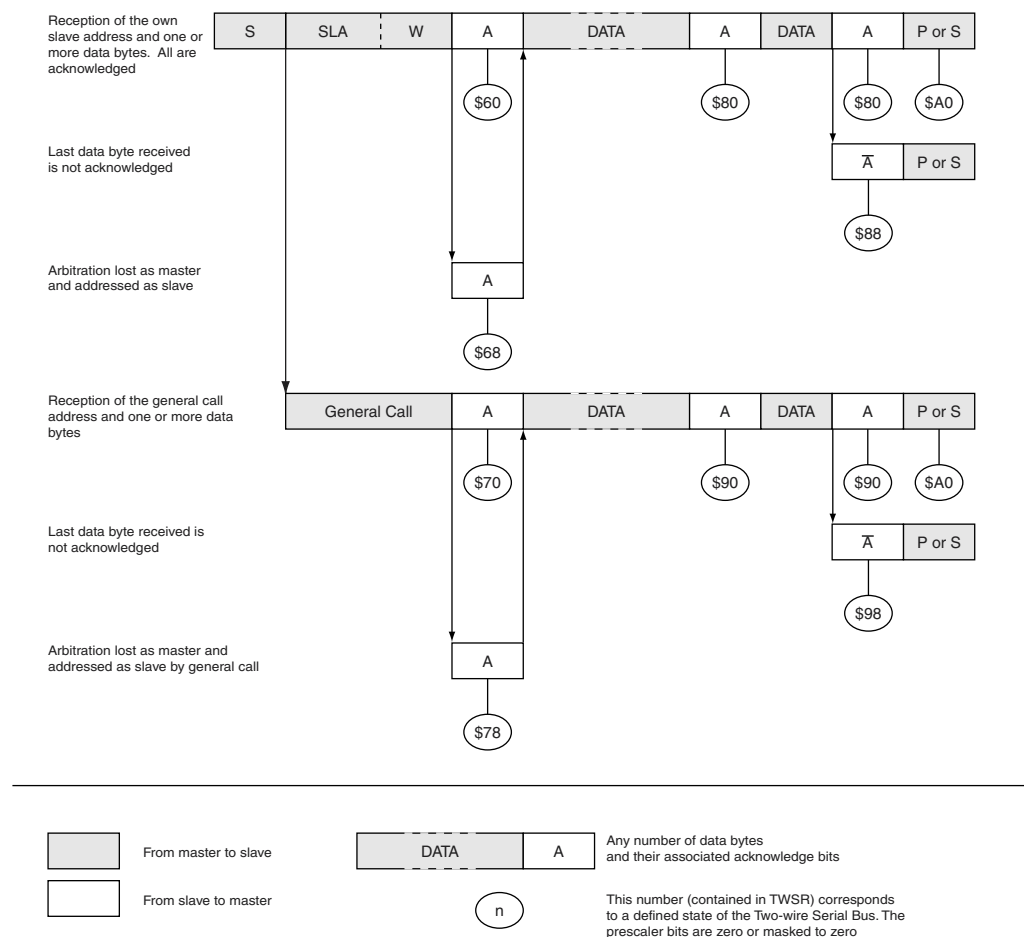 Reception of the own
slave address and one or
more data bytes. All are
acknowledged
S SLA W A DATA A DATA A P or S
$60 $80 $80 $A0
Last data byte received
is not acknowledged
A̅ P or S
$88
Arbitration lost as master
and addressed as slave
A
$68
Reception of the general call
address and one or more data
bytes
General Call A DATA A DATA A P or S
$70 $90 $90 $A0
Last data byte received is
not acknowledged
A̅ P or S
$98
Arbitration lost as master and
addressed as slave by general call
A
$78
From master to slave
DATA A
Any number of data bytes
and their associated acknowledge bits
From slave to master
n
This number (contained in TWSR) corresponds
to a defined state of the Two-wire Serial Bus. The
prescaler bits are zero or masked to zero